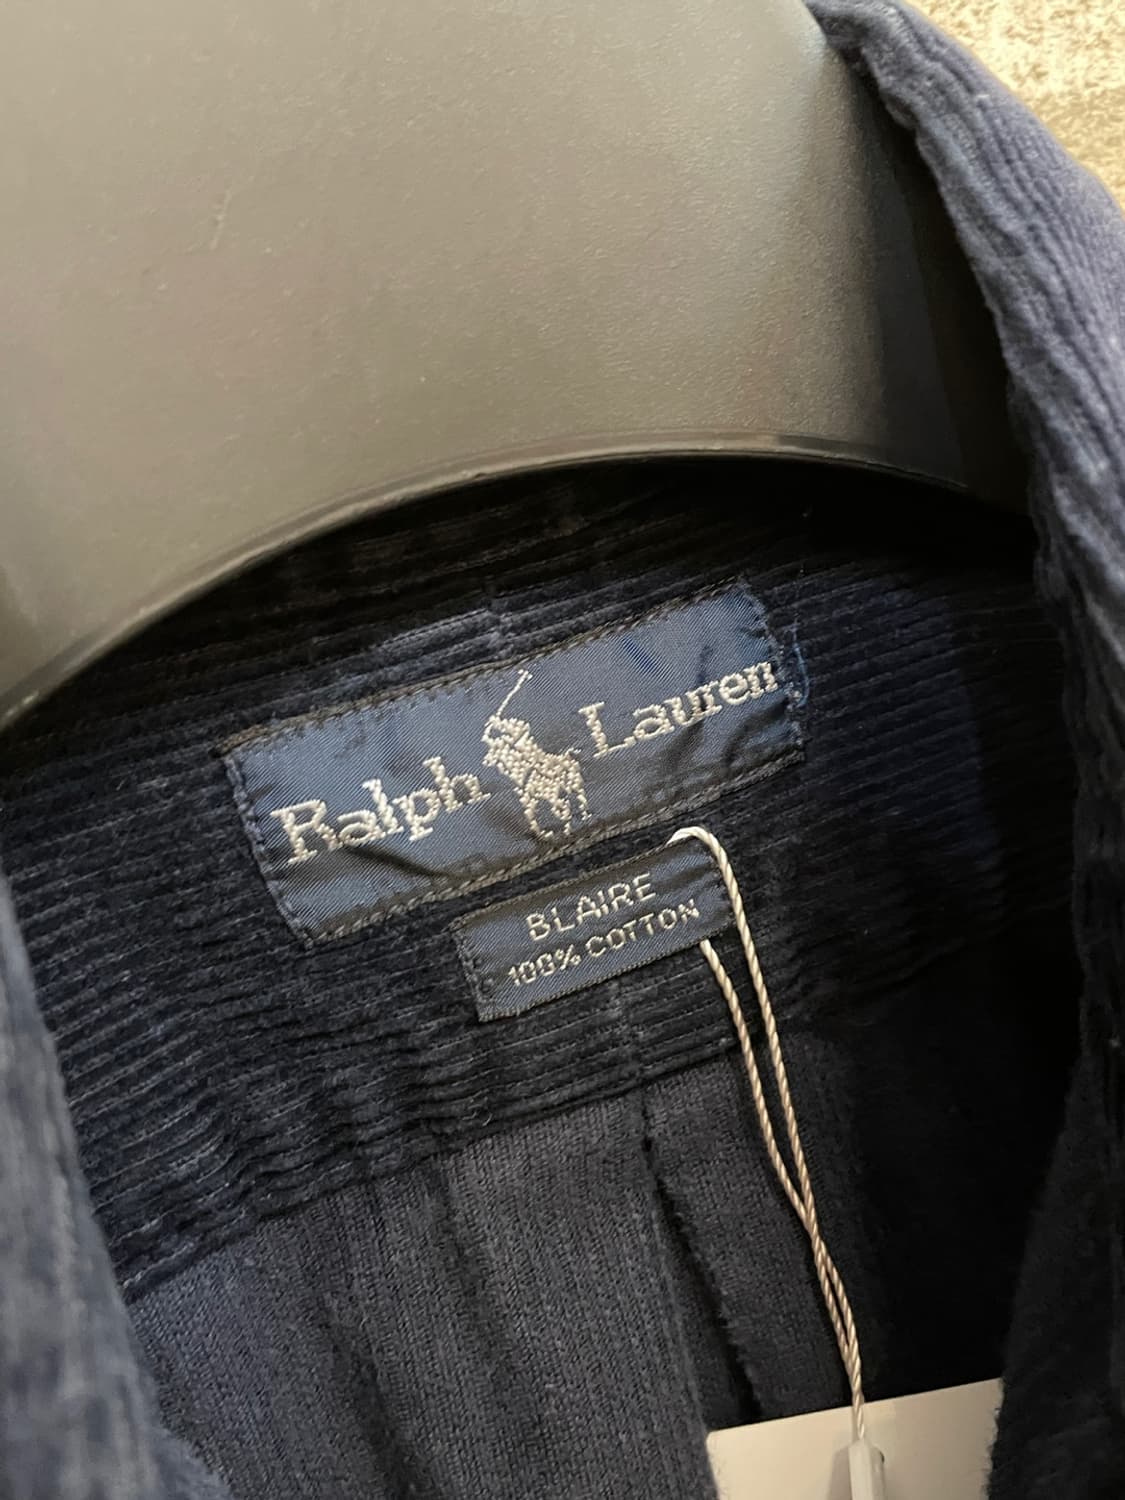 Ralph Lauren
BLAIRE
100% COTTON